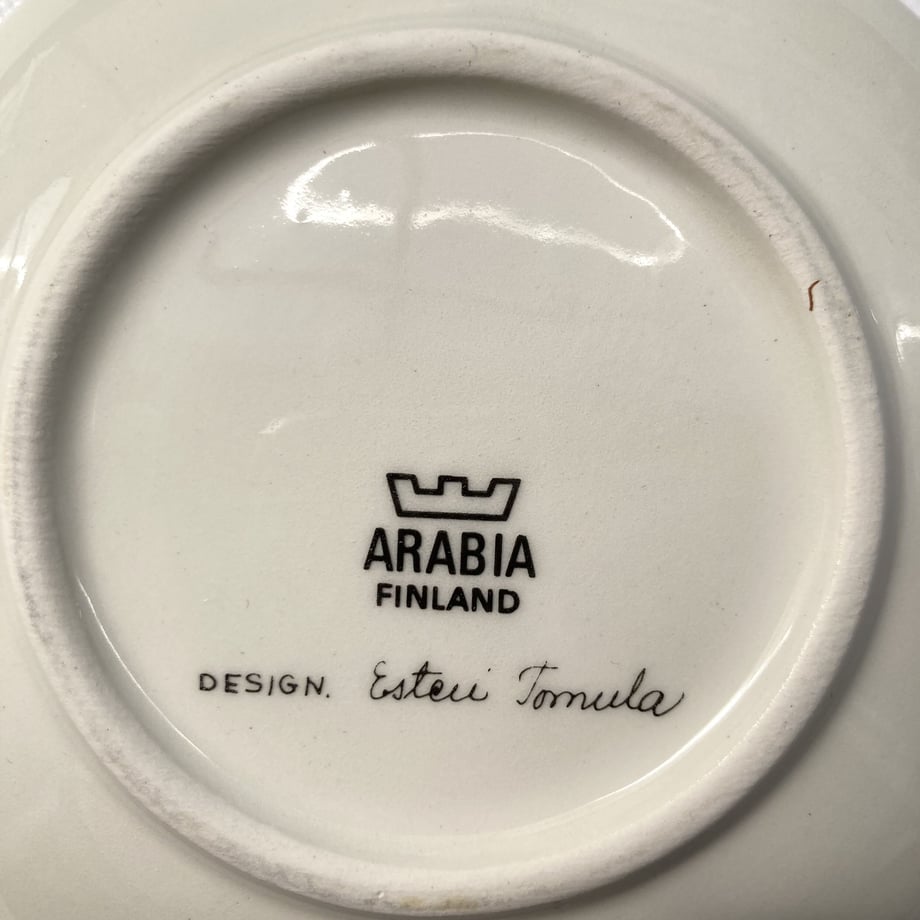 ARABIA
FINLAND
DESIGN. Esteri Tomula